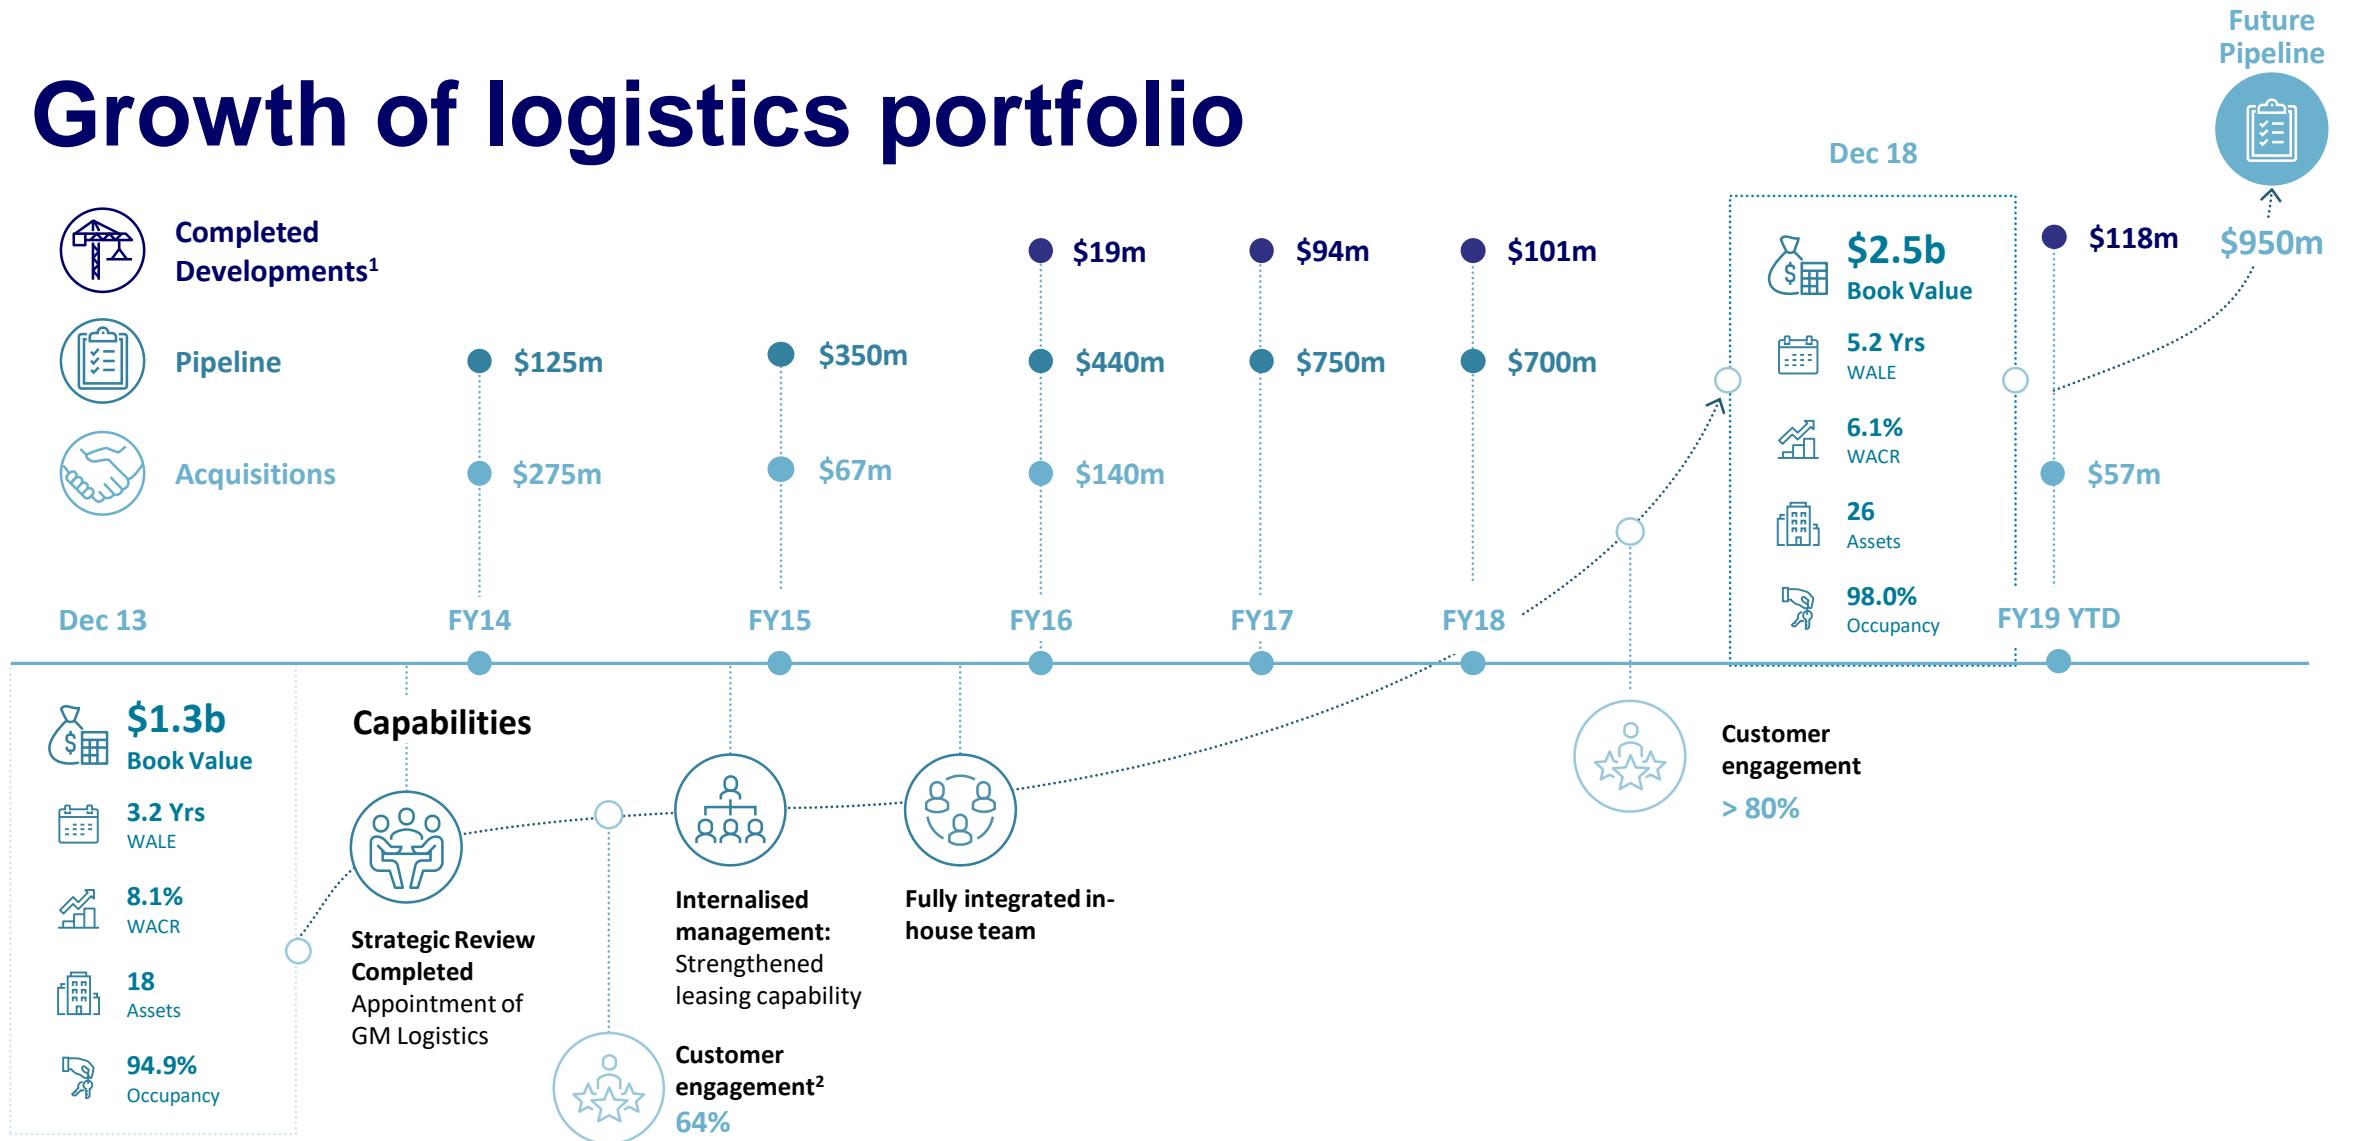 Growth of logistics portfolio
Future
Pipeline
$950m
Completed
Developments¹
$19m
$94m
$101m
$118m
Pipeline
$125m
$350m
$440m
$750m
$700m
Acquisitions
$275m
$67m
$140m
$57m
Dec 13
FY14
FY15
FY16
FY17
FY18
FY19 YTD
Dec 18
$2.5b
Book Value
5.2 Yrs
WALE
6.1%
WACR
26
Assets
98.0%
Occupancy
$1.3b
Book Value
3.2 Yrs
WALE
8.1%
WACR
18
Assets
94.9%
Occupancy
Capabilities
Strategic Review
Completed
Appointment of
GM Logistics
Customer
engagement²
64%
Internalised
management:
Strengthened
leasing capability
Fully integrated in-
house team
Customer
engagement
> 80%